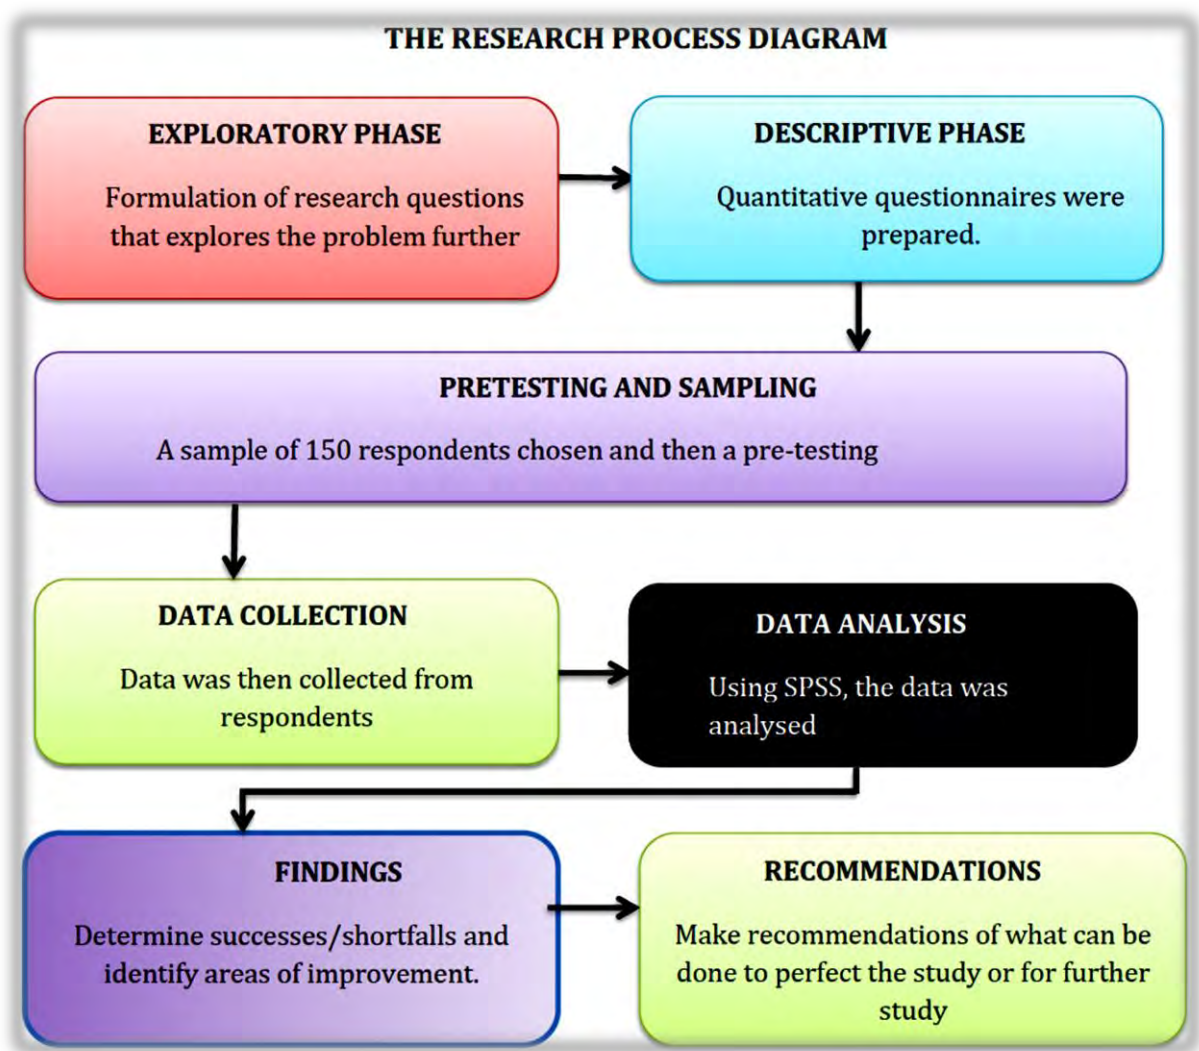 THE RESEARCH PROCESS DIAGRAM
EXPLORATORY PHASE
Formulation of research questions
that explores the problem further
DESCRIPTIVE PHASE
Quantitative questionnaires were
prepared.
PRETESTING AND SAMPLING
A sample of 150 respondents chosen and then a pre-testing
DATA COLLECTION
Data was then collected from
respondents
DATA ANALYSIS
Using SPSS, the data was
analysed
FINDINGS
Determine successes/shortfalls and
identify areas of improvement.
RECOMMENDATIONS
Make recommendations of what can be
done to perfect the study or for further
study